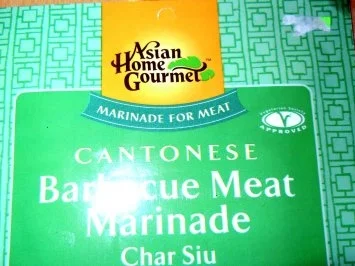 Asian
Home
Gourmet
MARINADE FOR MEAT
APPROVED
CANTONESE
Barbecue Meat
Marinade
Char Siu